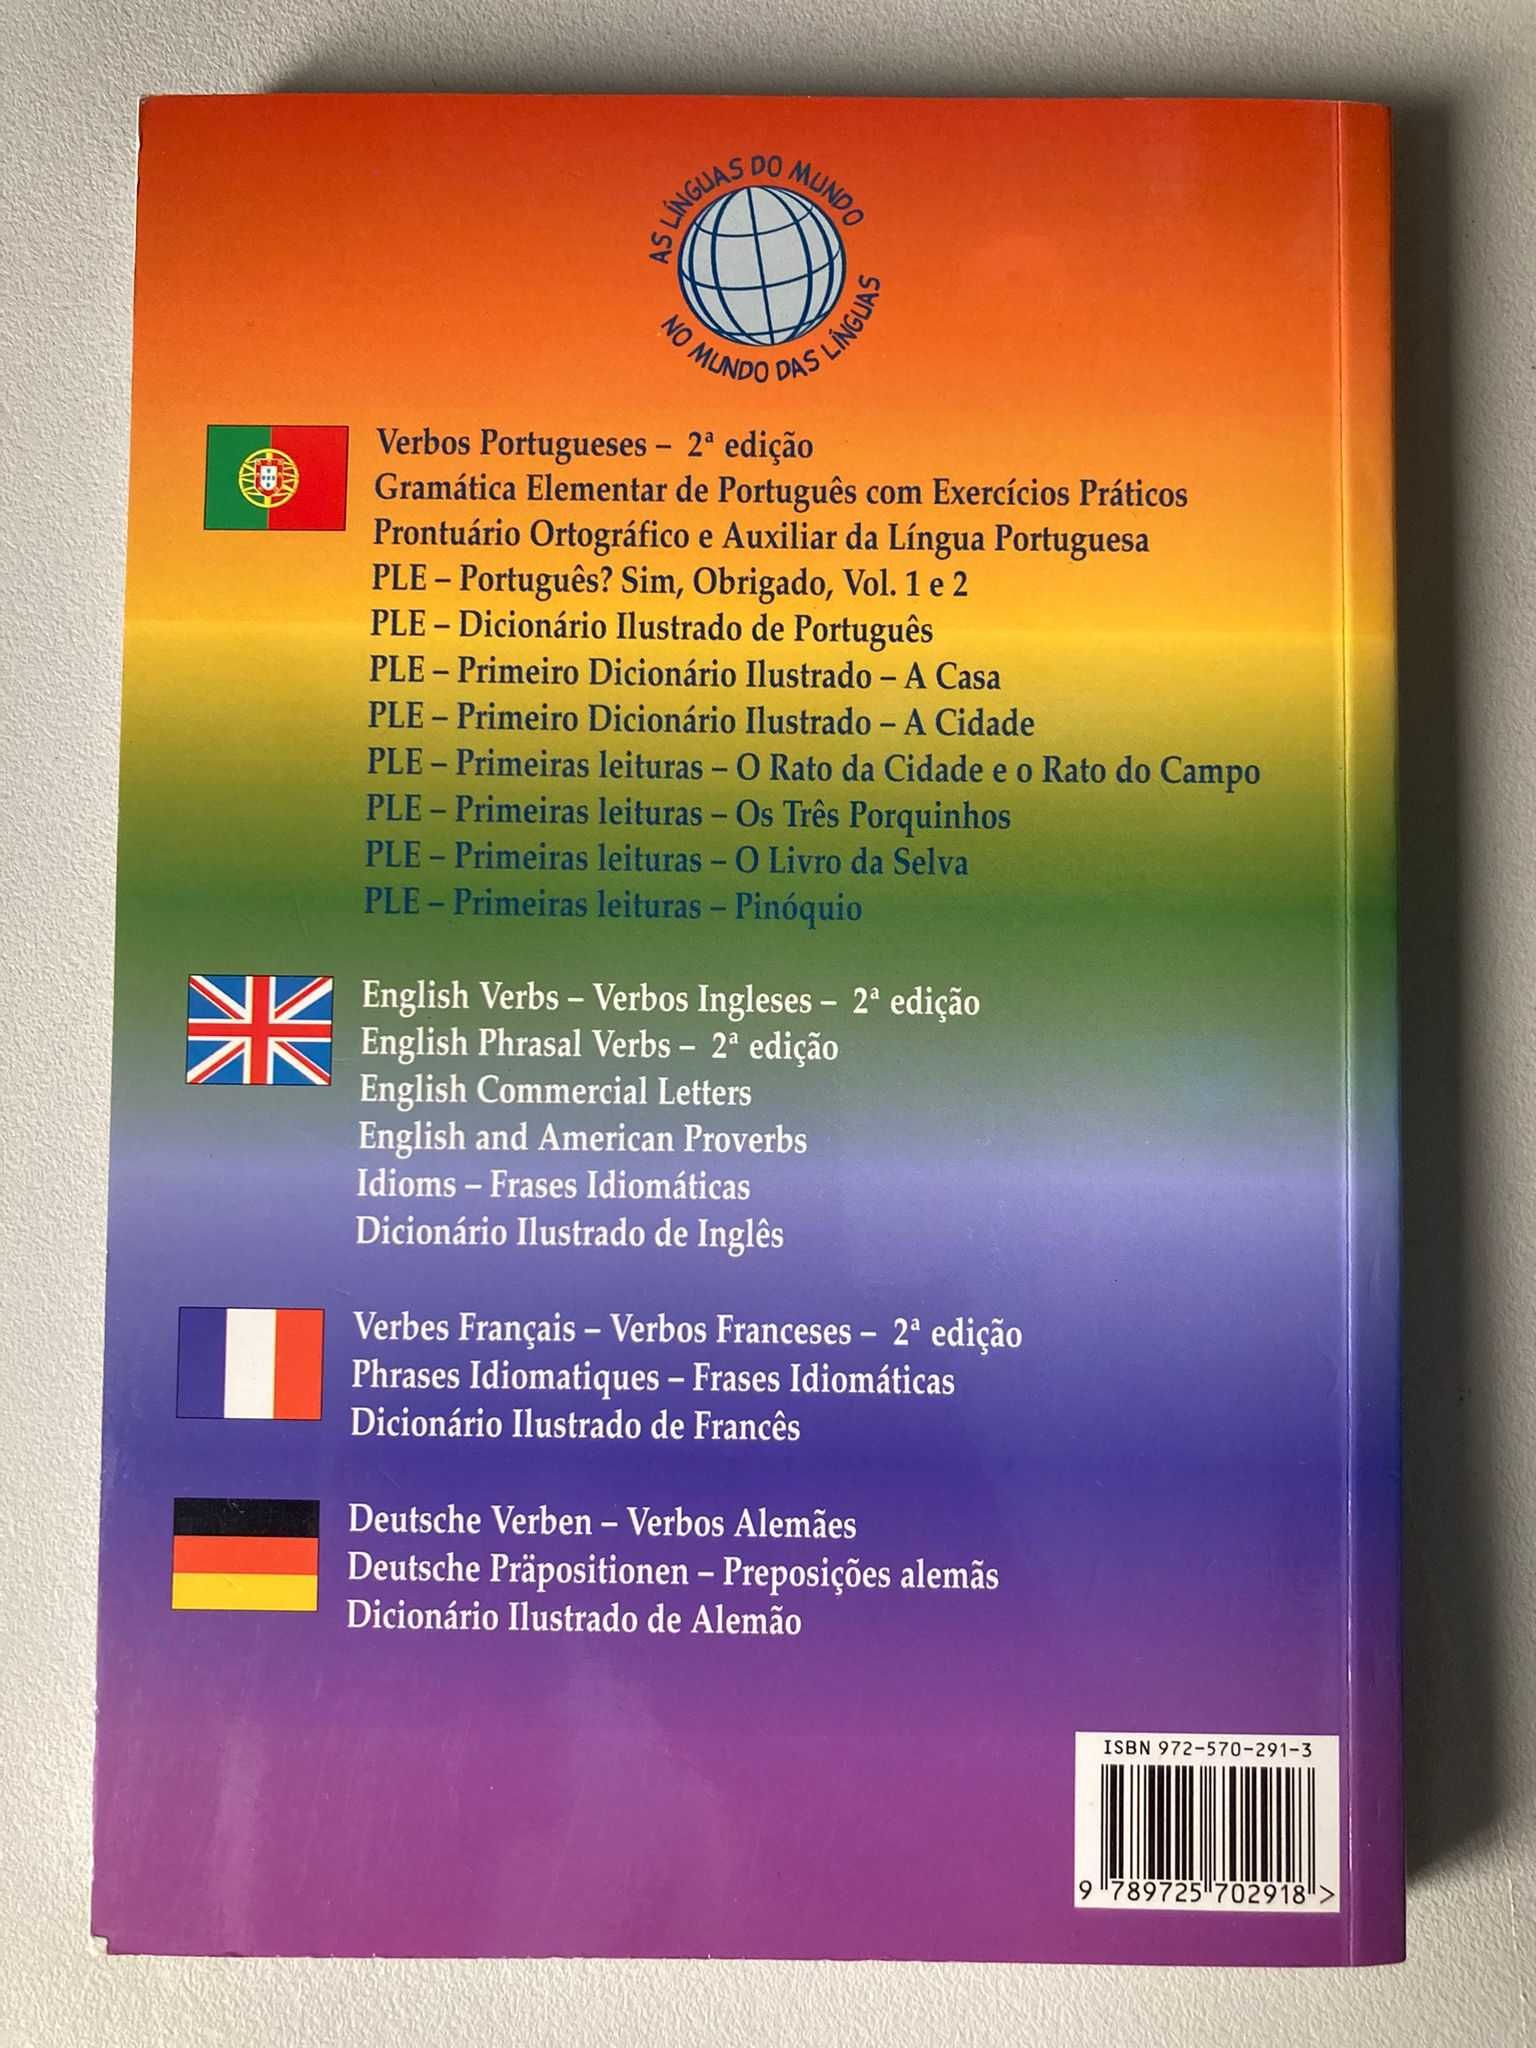 AS LÍNGUAS DO MUNDO
NO MUNDO DAS LÍNGUAS
Verbos Portugueses – 2ª edição
Gramática Elementar de Português com Exercícios Práticos
Prontuário Ortográfico e Auxiliar da Língua Portuguesa
PLE – Português? Sim, Obrigado, Vol. 1 e 2
PLE – Dicionário Ilustrado de Português
PLE – Primeiro Dicionário Ilustrado – A Casa
PLE – Primeiro Dicionário Ilustrado – A Cidade
PLE – Primeiras leituras – O Rato da Cidade e o Rato do Campo
PLE – Primeiras leituras – Os Três Porquinhos
PLE – Primeiras leituras – O Livro da Selva
PLE – Primeiras leituras – Pinóquio
English Verbs – Verbos Ingleses – 2ª edição
English Phrasal Verbs – 2ª edição
English Commercial Letters
English and American Proverbs
Idioms – Frases Idiomáticas
Dicionário Ilustrado de Inglês
Verbes Français – Verbos Franceses – 2ª edição
Phrases Idiomatiques – Frases Idiomáticas
Dicionário Ilustrado de Francês
Deutsche Verben – Verbos Alemães
Deutsche Präpositionen – Preposições alemãs
Dicionário Ilustrado de Alemão
ISBN 972-570-291-3
9 789725 702918 >